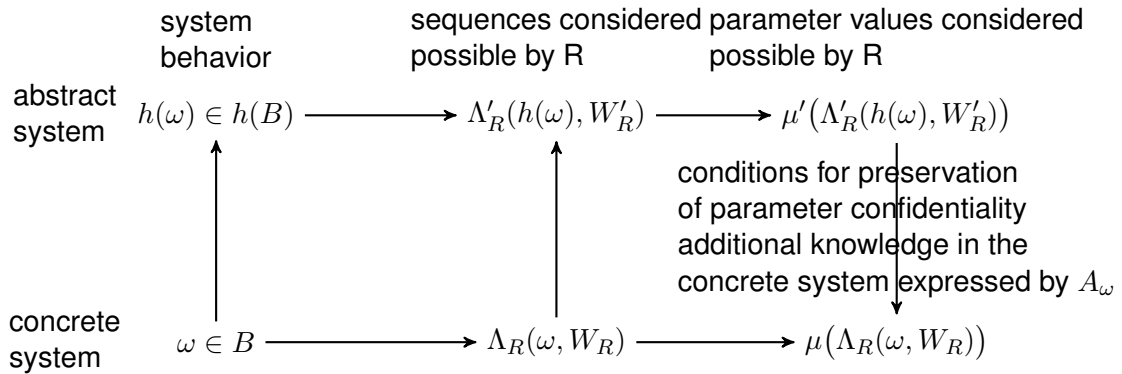 system
behavior
sequences considered
possible by R
parameter values considered
possible by R
abstract
system
h(ω) ∈ h(B)
Λ′_R(h(ω), W′_R)
μ′(Λ′_R(h(ω), W′_R))
conditions for preservation
of parameter confidentiality
additional knowledge in the
concrete system expressed by A_ω
concrete
system
ω ∈ B
Λ_R(ω, W_R)
μ(Λ_R(ω, W_R))